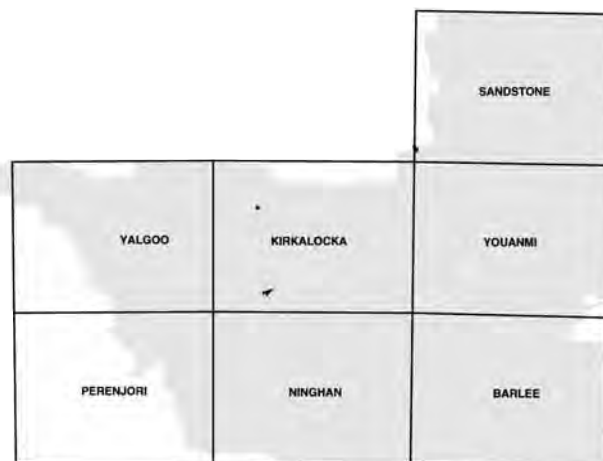 SANDSTONE
YALGOO KIRKALOCKA YOUANMI
PERENJORI NINGHAN BARLEE